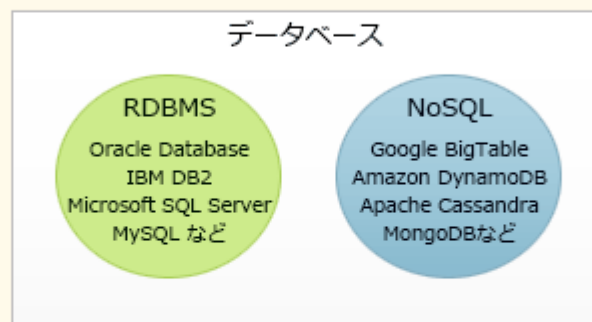 データベース
RDBMS
Oracle Database
IBM DB2
Microsoft SQL Server
MySQL など
NoSQL
Google BigTable
Amazon DynamoDB
Apache Cassandra
MongoDBなど